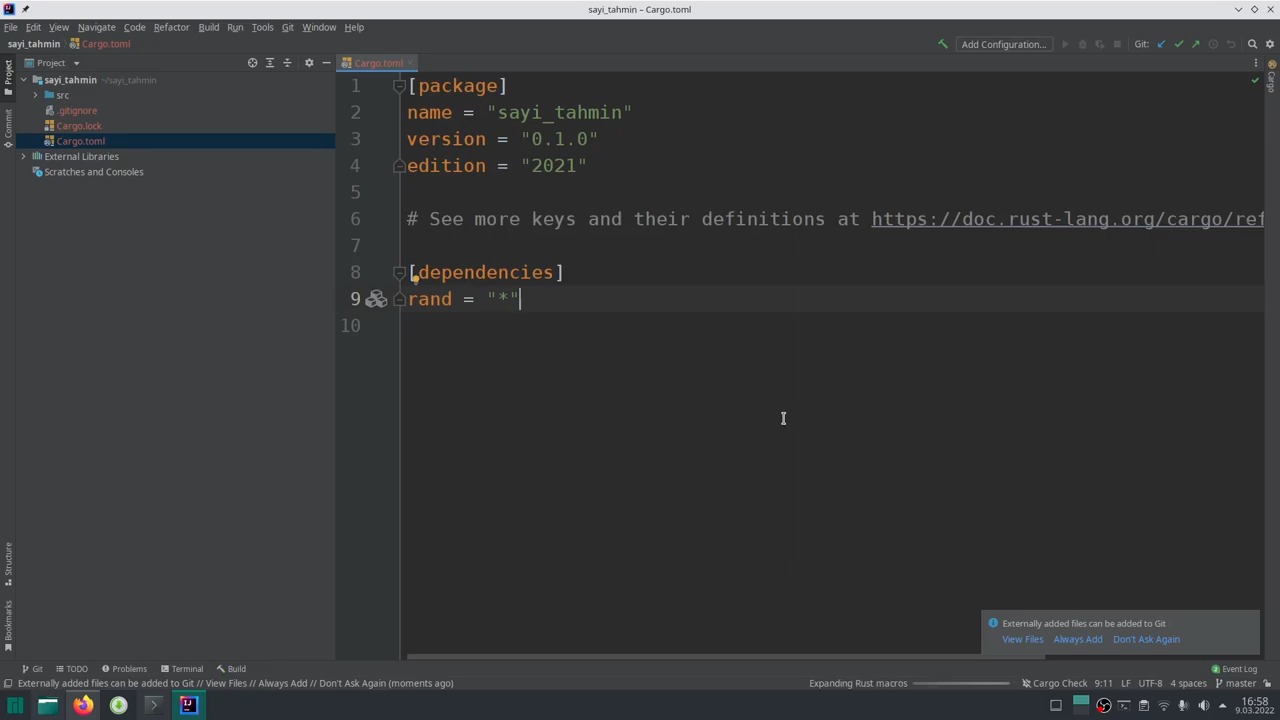 sayi_tahmin – Cargo.toml
File Edit View Navigate Code Refactor Build Run Tools Git Window Help
sayi_tahmin Cargo.toml Add Configuration... Git:
Project Cargo.toml
sayi_tahmin ~/sayi_tahmin
src
.gitignore
Cargo.lock
Cargo.toml
External Libraries
Scratches and Consoles
Project
Commit
Structure
Bookmarks
Cargo
1 [package]
2 name = "sayi_tahmin"
3 version = "0.1.0"
4 edition = "2021"
5
6 # See more keys and their definitions at https://doc.rust-lang.org/cargo/ref
7
8 [dependencies]
9 rand = "*"
10
Externally added files can be added to Git
View Files Always Add Don't Ask Again
Git TODO Problems Terminal Build Event Log
Externally added files can be added to Git // View Files // Always Add // Don't Ask Again (moments ago) Expanding Rust macros Cargo Check 9:11 LF UTF-8 4 spaces master
16:58
9.03.2022